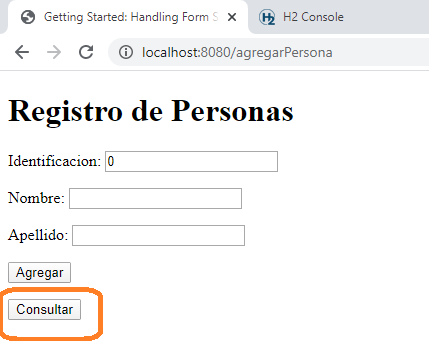 Getting Started: Handling Form S
H2 Console
localhost:8080/agregarPersona
Registro de Personas
Identificacion: 0
Nombre:
Apellido:
Agregar
Consultar